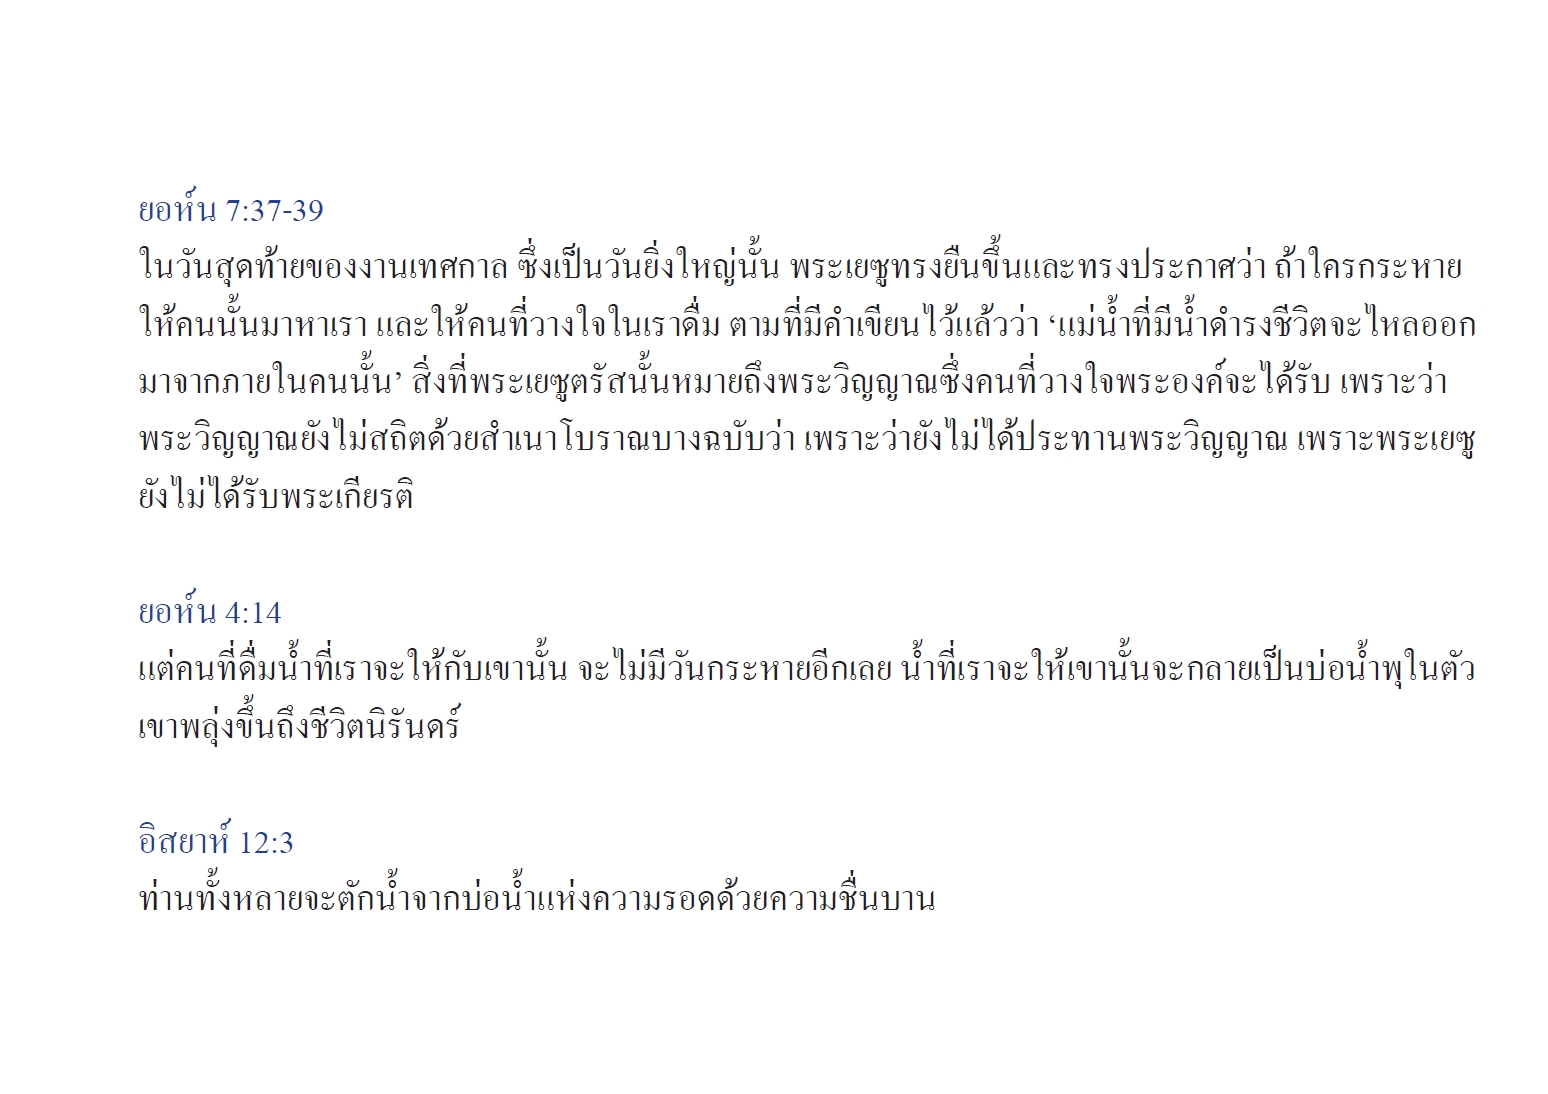 ยอห์น 7:37-39
ในวันสุดท้ายของงานเทศกาล ซึ่งเป็นวันยิ่งใหญ่นั้น พระเยซูทรงยืนขึ้นและทรงประกาศว่า ถ้าใครกระหาย
ให้คนนั้นมาหาเรา และให้คนที่วางใจในเราดื่ม ตามที่มีคำเขียนไว้แล้วว่า ‘แม่น้ำที่มีน้ำดำรงชีวิตจะไหลออก
มาจากภายในคนนั้น’ สิ่งที่พระเยซูตรัสนั้นหมายถึงพระวิญญาณซึ่งคนที่วางใจพระองค์จะได้รับ เพราะว่า
พระวิญญาณยังไม่สถิตด้วยสำเนาโบราณบางฉบับว่า เพราะว่ายังไม่ได้ประทานพระวิญญาณ เพราะพระเยซู
ยังไม่ได้รับพระเกียรติ
ยอห์น 4:14
แต่คนที่ดื่มน้ำที่เราจะให้กับเขานั้น จะไม่มีวันกระหายอีกเลย น้ำที่เราจะให้เขานั้นจะกลายเป็นบ่อน้ำพุในตัว
เขาพลุ่งขึ้นถึงชีวิตนิรันดร์
อิสยาห์ 12:3
ท่านทั้งหลายจะตักน้ำจากบ่อน้ำแห่งความรอดด้วยความชื่นบาน